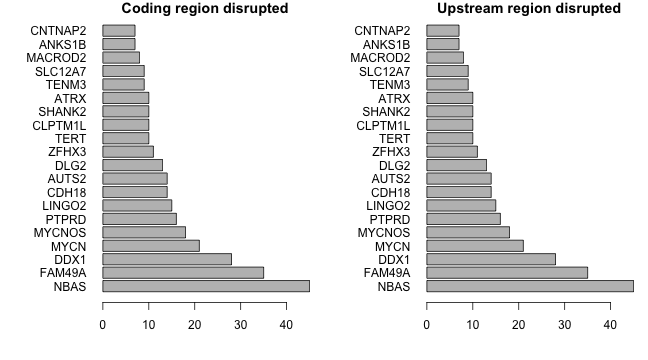 Coding region disrupted
CNTNAP2
ANKS1B
MACROD2
SLC12A7
TENM3
ATRX
SHANK2
CLPTM1L
TERT
ZFHX3
DLG2
AUTS2
CDH18
LINGO2
PTPRD
MYCNOS
MYCN
DDX1
FAM49A
NBAS
0 10 20 30 40
Upstream region disrupted
CNTNAP2
ANKS1B
MACROD2
SLC12A7
TENM3
ATRX
SHANK2
CLPTM1L
TERT
ZFHX3
DLG2
AUTS2
CDH18
LINGO2
PTPRD
MYCNOS
MYCN
DDX1
FAM49A
NBAS
0 10 20 30 40